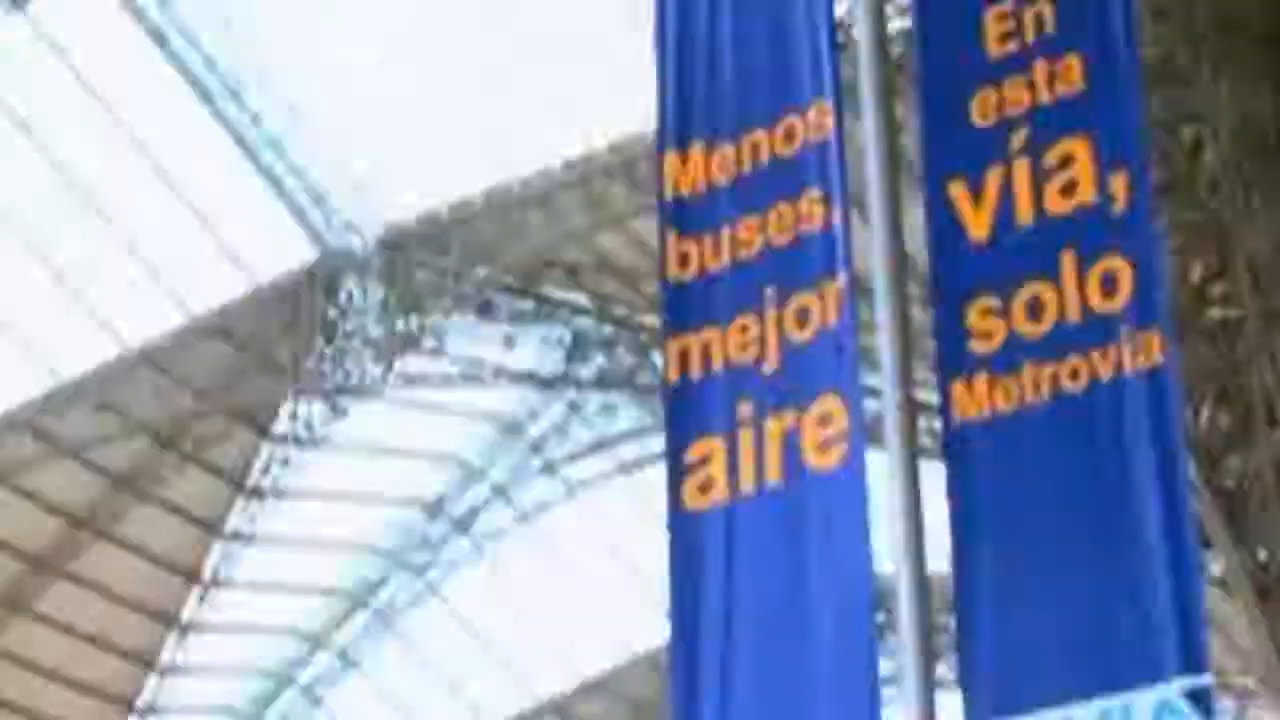 Menos
buses,
mejor
aire
En
esta
vía,
solo
Metrovía